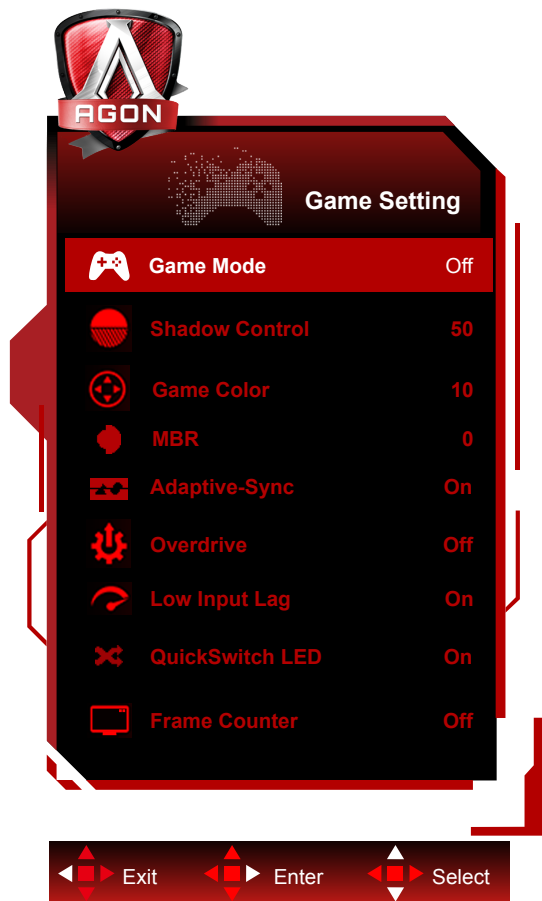 AGON
Game Setting
Game Mode Off
Shadow Control 50
Game Color 10
MBR 0
Adaptive-Sync On
Overdrive Off
Low Input Lag On
QuickSwitch LED On
Frame Counter Off
Exit Enter Select